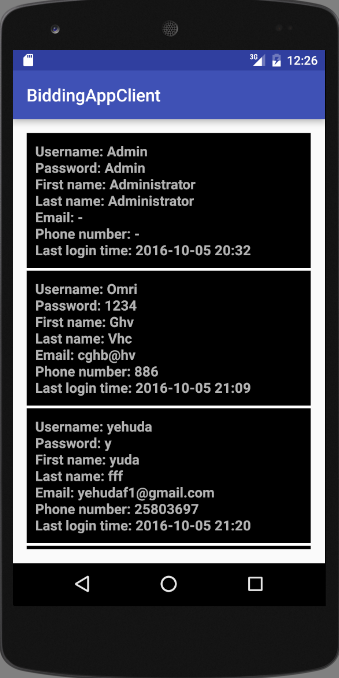 3G 12:26
BiddingAppClient
Username: Admin
Password: Admin
First name: Administrator
Last name: Administrator
Email: -
Phone number: -
Last login time: 2016-10-05 20:32
Username: Omri
Password: 1234
First name: Ghv
Last name: Vhc
Email: cghb@hv
Phone number: 886
Last login time: 2016-10-05 21:09
Username: yehuda
Password: y
First name: yuda
Last name: fff
Email: yehudaf1@gmail.com
Phone number: 25803697
Last login time: 2016-10-05 21:20